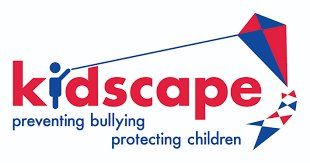 kidscape
preventing bullying
protecting children